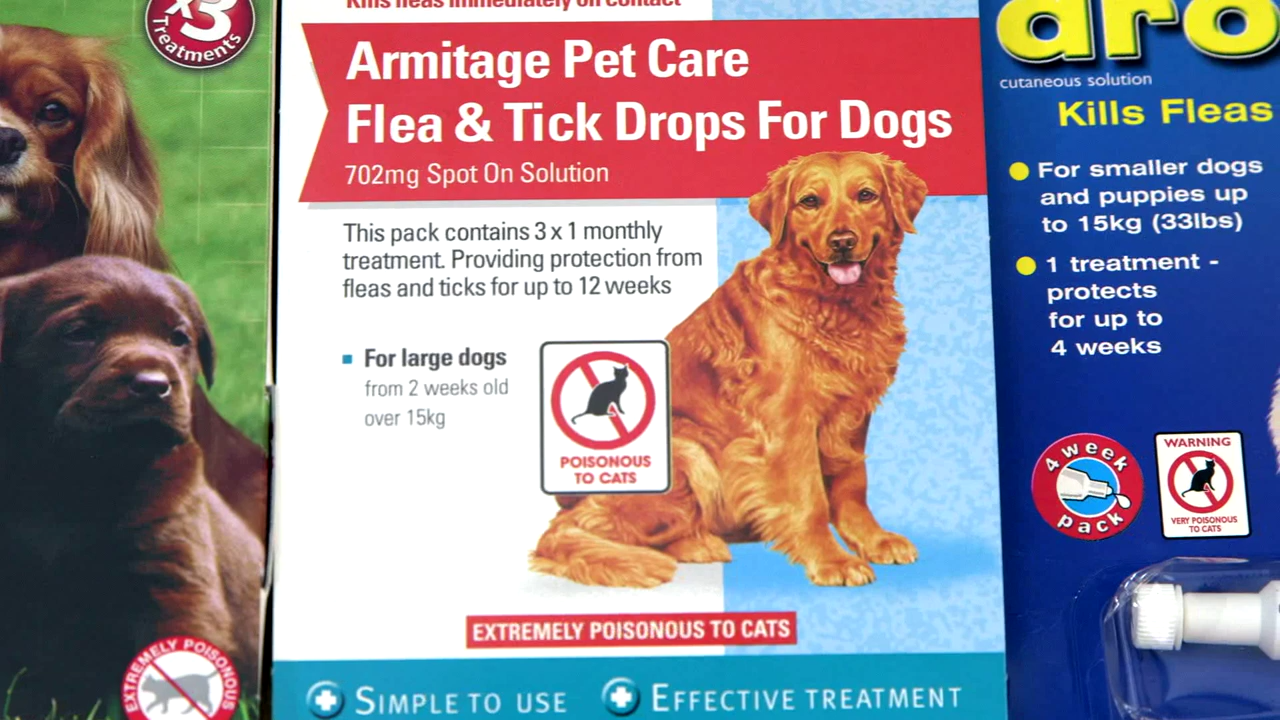 x3
Treatments
EXTREMELY POISONOUS
Kills fleas immediately on contact
Armitage Pet Care
Flea & Tick Drops For Dogs
702mg Spot On Solution
This pack contains 3 x 1 monthly
treatment. Providing protection from
fleas and ticks for up to 12 weeks
For large dogs
from 2 weeks old
over 15kg
POISONOUS
TO CATS
EXTREMELY POISONOUS TO CATS
SIMPLE TO USE
EFFECTIVE TREATMENT
dro
cutaneous solution
Kills Fleas
For smaller dogs
and puppies up
to 15kg (33lbs)
1 treatment -
protects
for up to
4 weeks
4 week
pack
WARNING
VERY POISONOUS
TO CATS